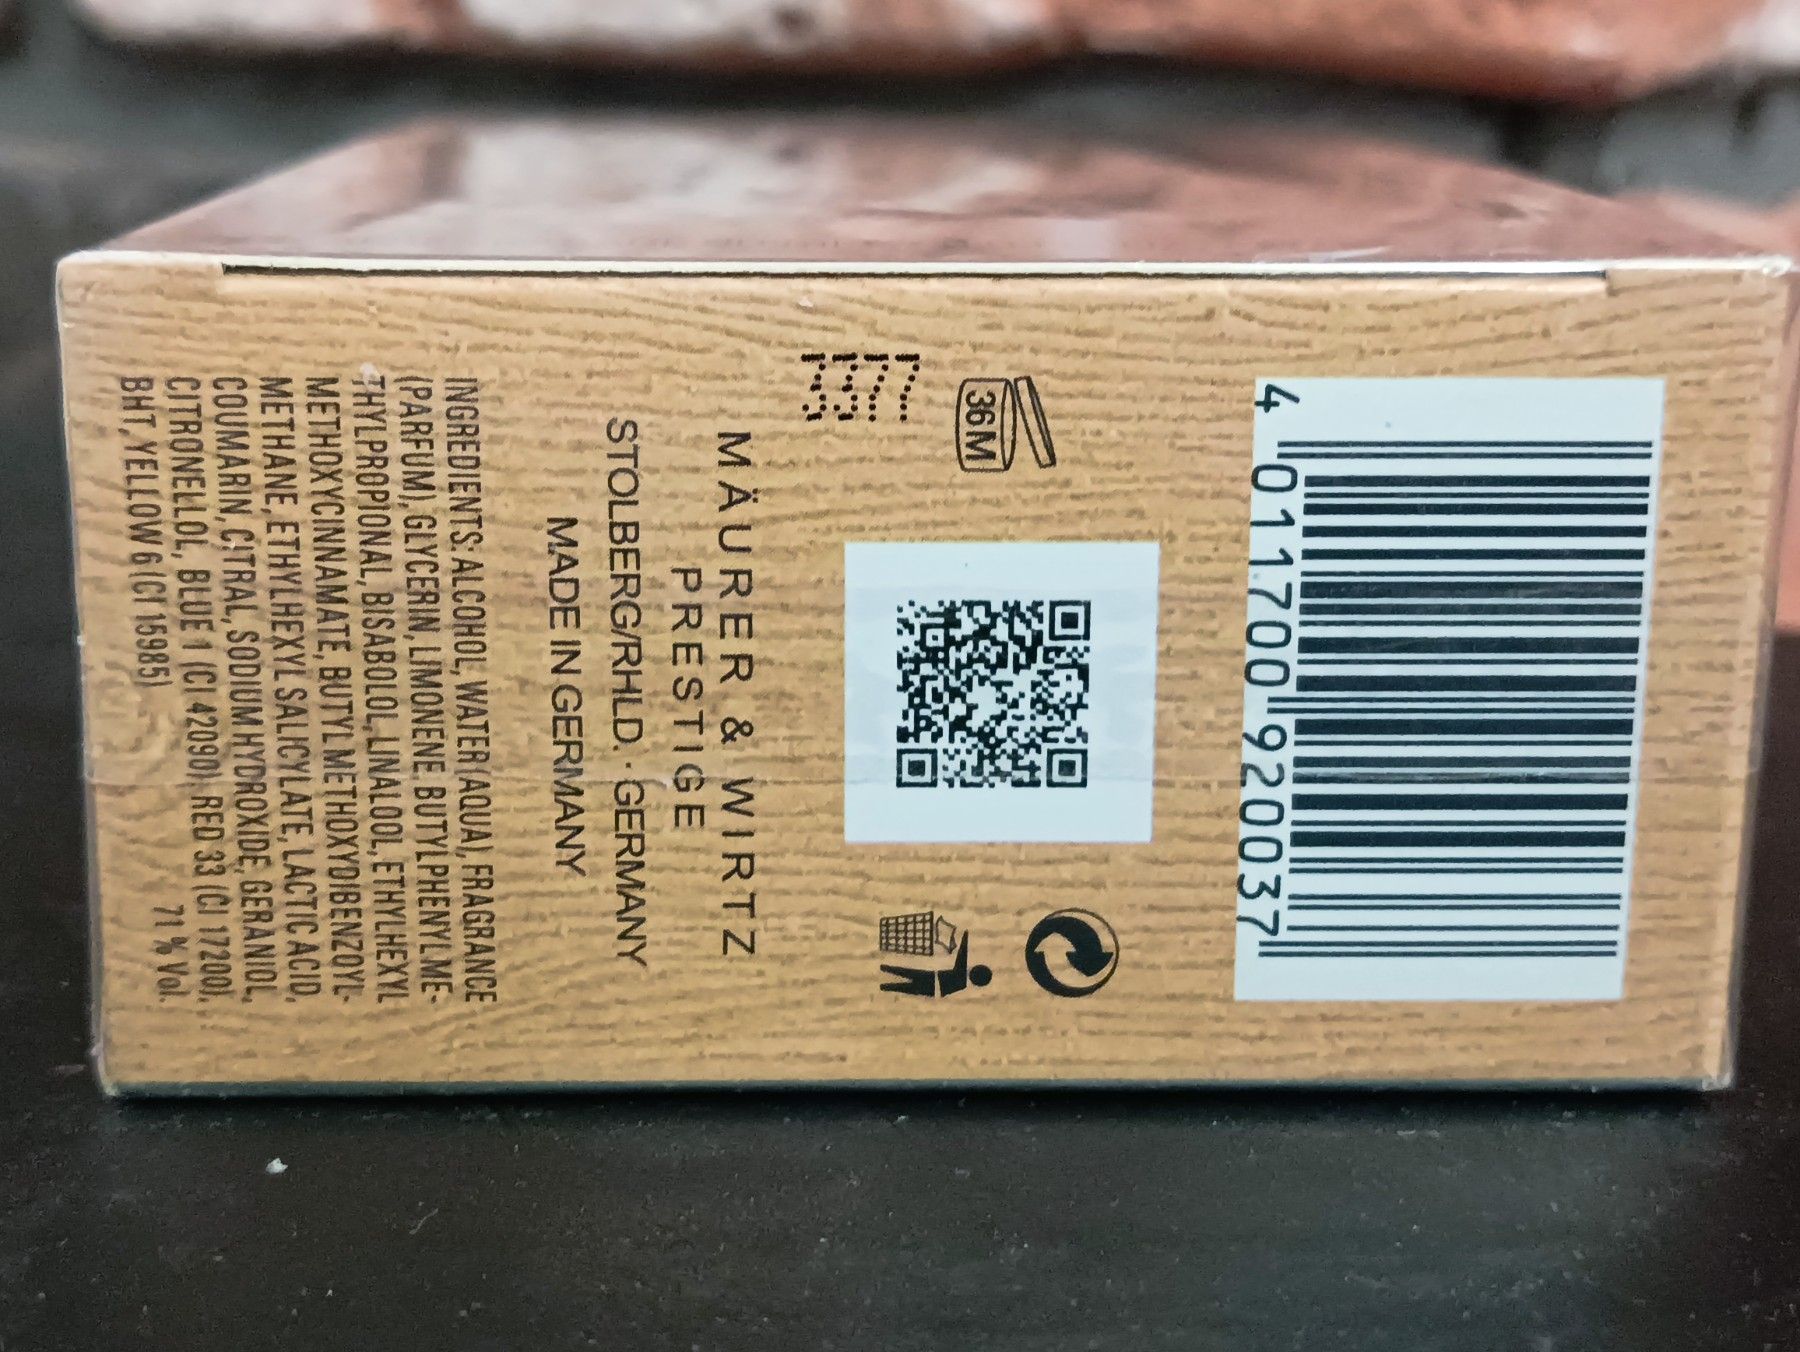 4 011700 920037
36M
3377
MÄURER & WIRTZ
PRESTIGE
STOLBERG/RHLD. · GERMANY
MADE IN GERMANY
INGREDIENTS: ALCOHOL, WATER (AQUA), FRAGRANCE
(PARFUM), GLYCERIN, LIMONENE, BUTYLPHENYL ME-
THYLPROPIONAL, BISABOLOL, LINALOOL, ETHYLHEXYL
METHOXYCINNAMATE, BUTYL METHOXYDIBENZOYL-
METHANE, ETHYLHEXYL SALICYLATE, LACTIC ACID,
COUMARIN, CITRAL, SODIUM HYDROXIDE, GERANIOL,
CITRONELLOL, BLUE 1 (CI 42090), RED 33 (CI 17200),
BHT, YELLOW 6 (CI 15985) 71 % Vol.